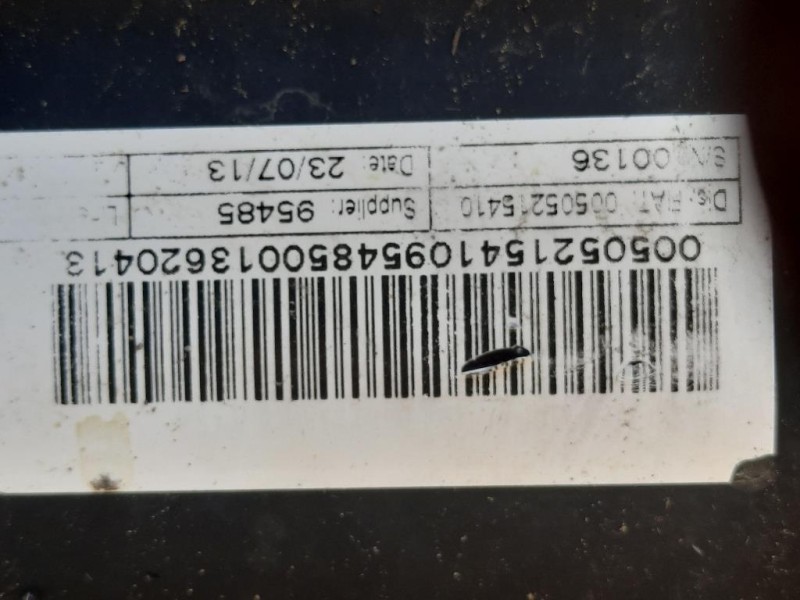 00505215410954850013620413
Dis: FIAT 00505215410 Supplier: 95485
S/N 00136 Date: 23/07/13